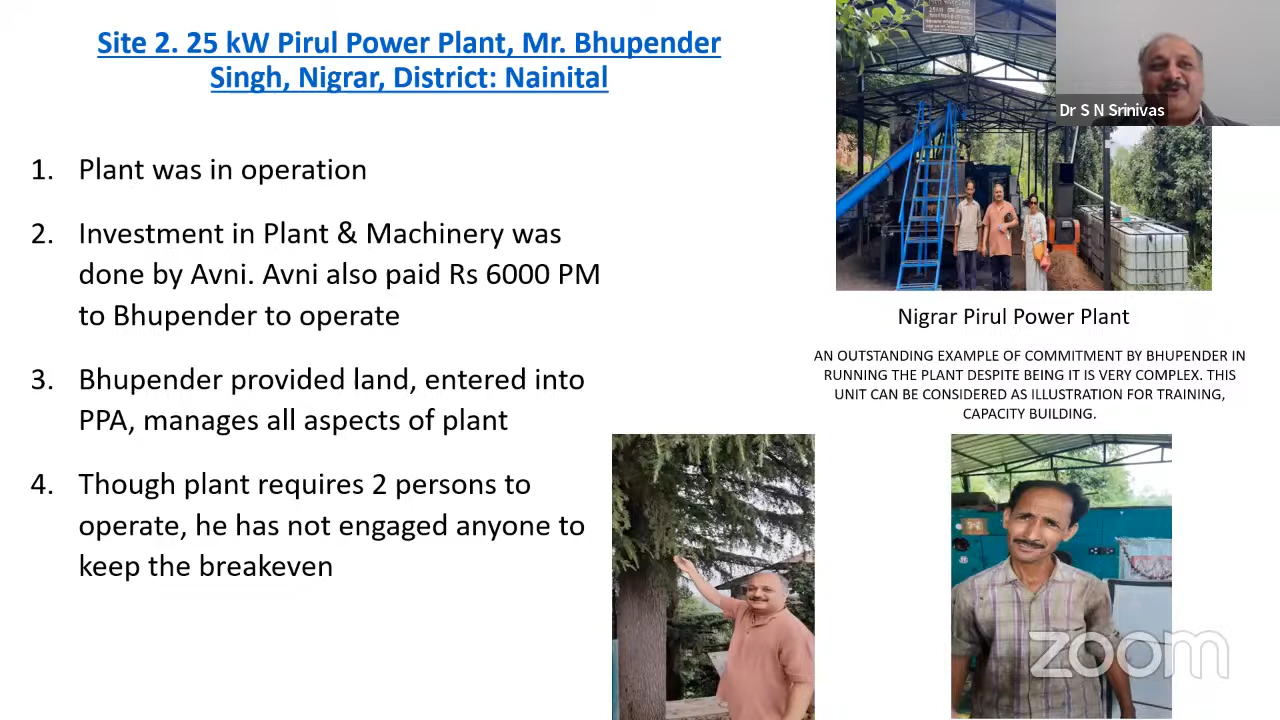 Site 2. 25 kW Pirul Power Plant, Mr. Bhupender
Singh, Nigrar, District: Nainital
1. Plant was in operation
2. Investment in Plant & Machinery was
done by Avni. Avni also paid Rs 6000 PM
to Bhupender to operate
3. Bhupender provided land, entered into
PPA, manages all aspects of plant
4. Though plant requires 2 persons to
operate, he has not engaged anyone to
keep the breakeven
Dr S N Srinivas
Nigrar Pirul Power Plant
AN OUTSTANDING EXAMPLE OF COMMITMENT BY BHUPENDER IN
RUNNING THE PLANT DESPITE BEING IT IS VERY COMPLEX. THIS
UNIT CAN BE CONSIDERED AS ILLUSTRATION FOR TRAINING,
CAPACITY BUILDING.
zoom